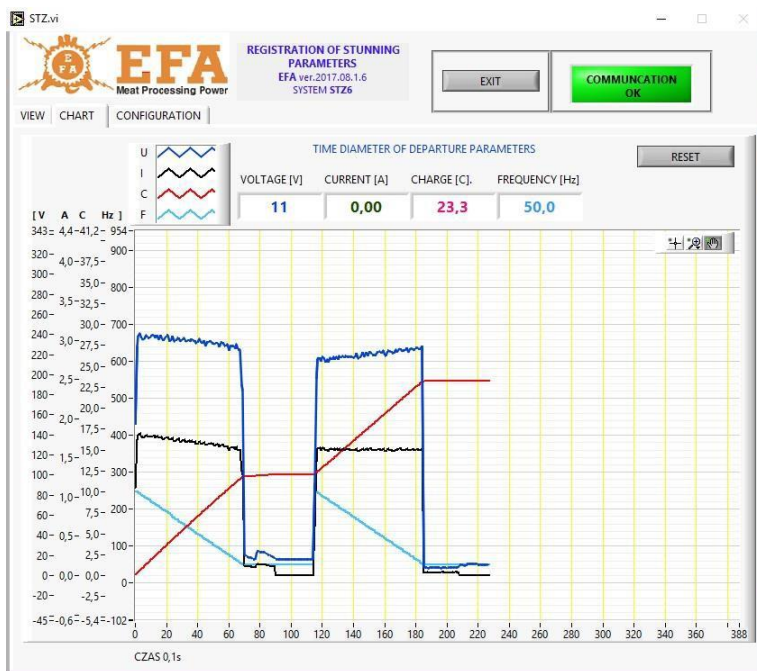 STZ.vi
EFA
EFA
Meat Processing Power
REGISTRATION OF STUNNING
PARAMETERS
EFA ver.2017.08.1.6
SYSTEM STZ6
EXIT
COMMUNCATION
OK
VIEW CHART CONFIGURATION
TIME DIAMETER OF DEPARTURE PARAMETERS
RESET
U
I
C
F
VOLTAGE [V] CURRENT [A] CHARGE [C]. FREQUENCY [Hz]
11 0,00 23,3 50,0
[ V A C Hz ]
343 4,4 41,2 954
900
320
4,0 37,5
300 35,0 800
280
3,5 32,5
260
30,0 700
240 3,0
27,5
220 600
25,0
200 2,5
22,5 500
180
20,0
160 2,0
17,5
140 400
15,0
120 1,5
12,5 300
100
80 1,0 10,0
7,5 200
60
40 0,5 5,0
2,5 100
20
0 0,0 0,0 0
-20 -2,5
-45 -0,6 -5,4 -102
0 20 40 60 80 100 120 140 160 180 200 220 240 260 280 300 320 340 360 388
CZAS 0,1s